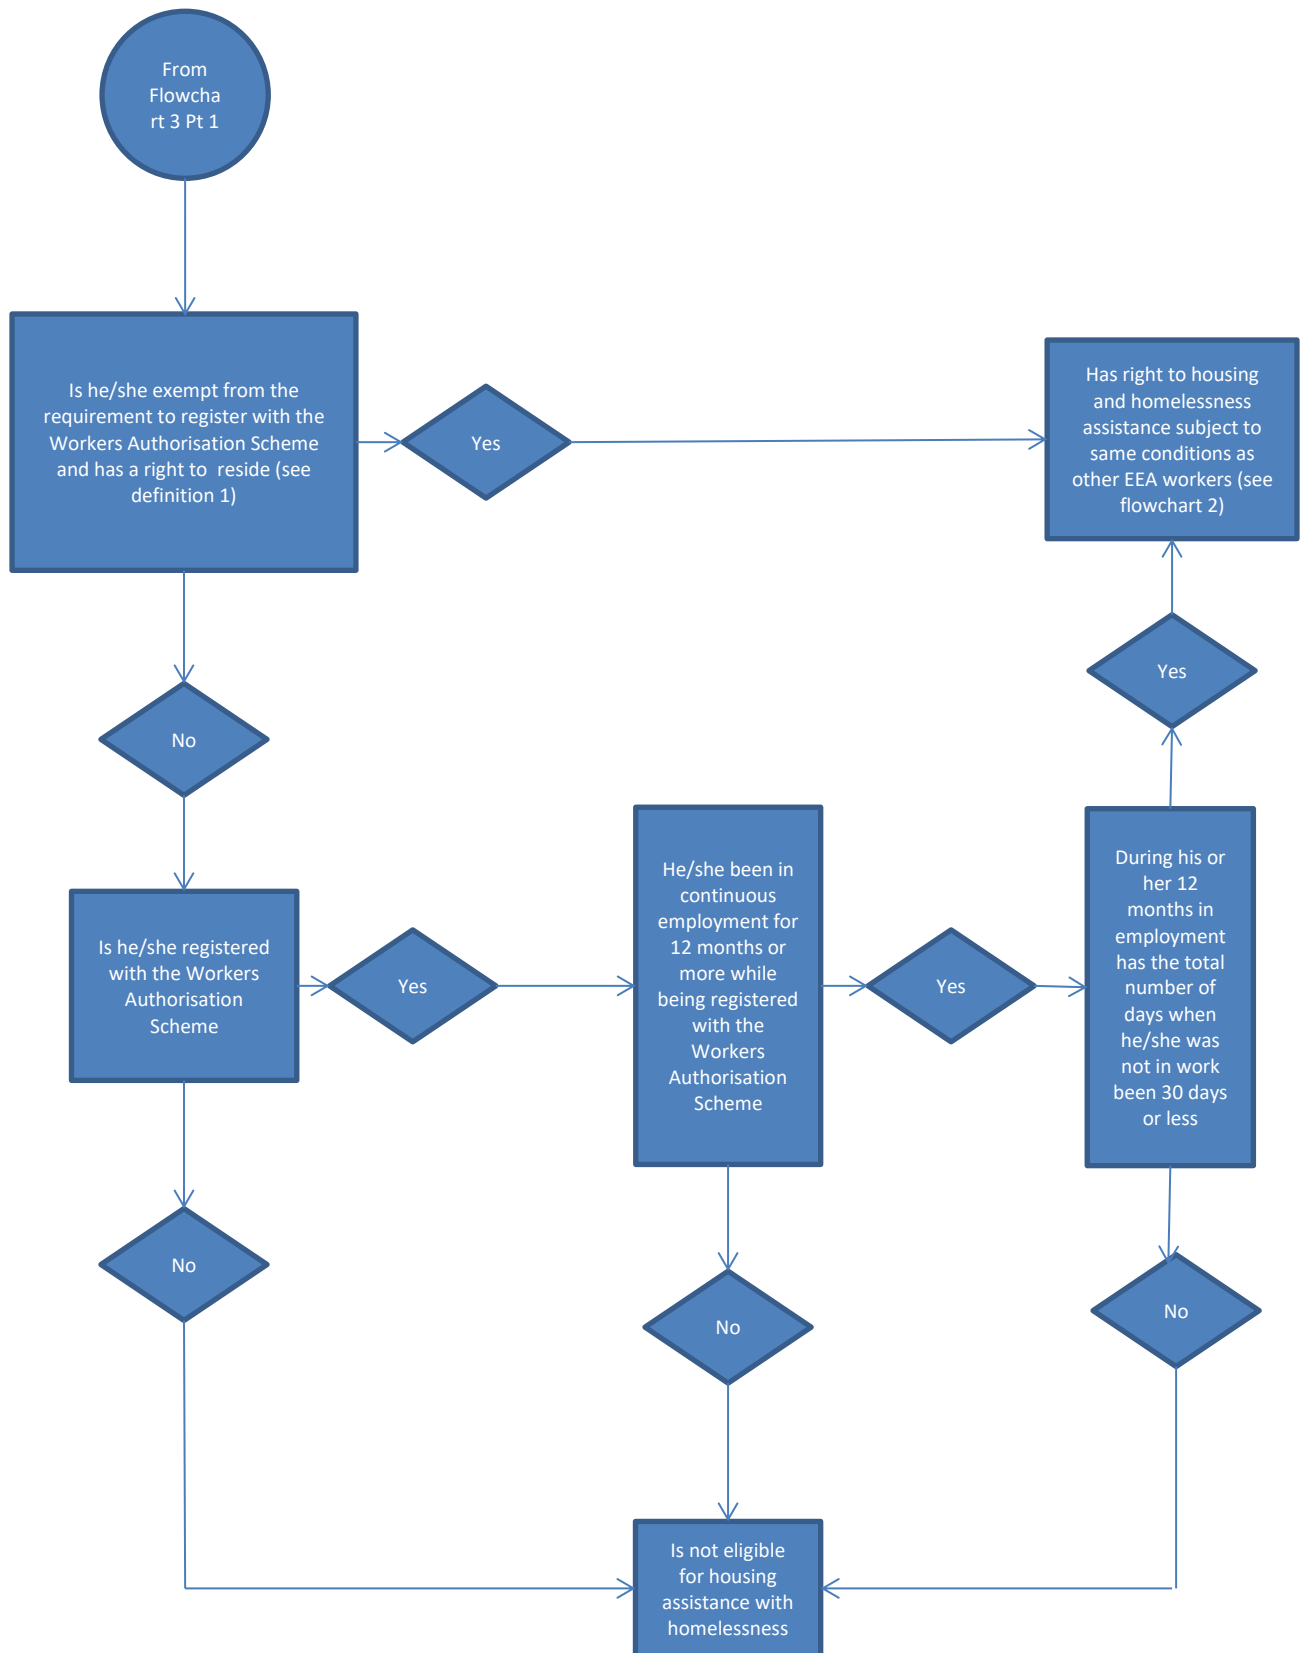 From
Flowcha
rt 3 Pt 1
Is he/she exempt from the
requirement to register with the
Workers Authorisation Scheme
and has a right to  reside (see
definition 1)
Yes
Has right to housing
and homelessness
assistance subject to
same conditions as
other EEA workers (see
flowchart 2)
Yes
No
Is he/she registered
with the Workers
Authorisation
Scheme
Yes
He/she been in
continuous
employment for
12 months or
more while
being registered
with the
Workers
Authorisation
Scheme
Yes
During his or
her 12
months in
employment
has the total
number of
days when
he/she was
not in work
been 30 days
or less
No
No
No
Is not eligible
for housing
assistance with
homelessness